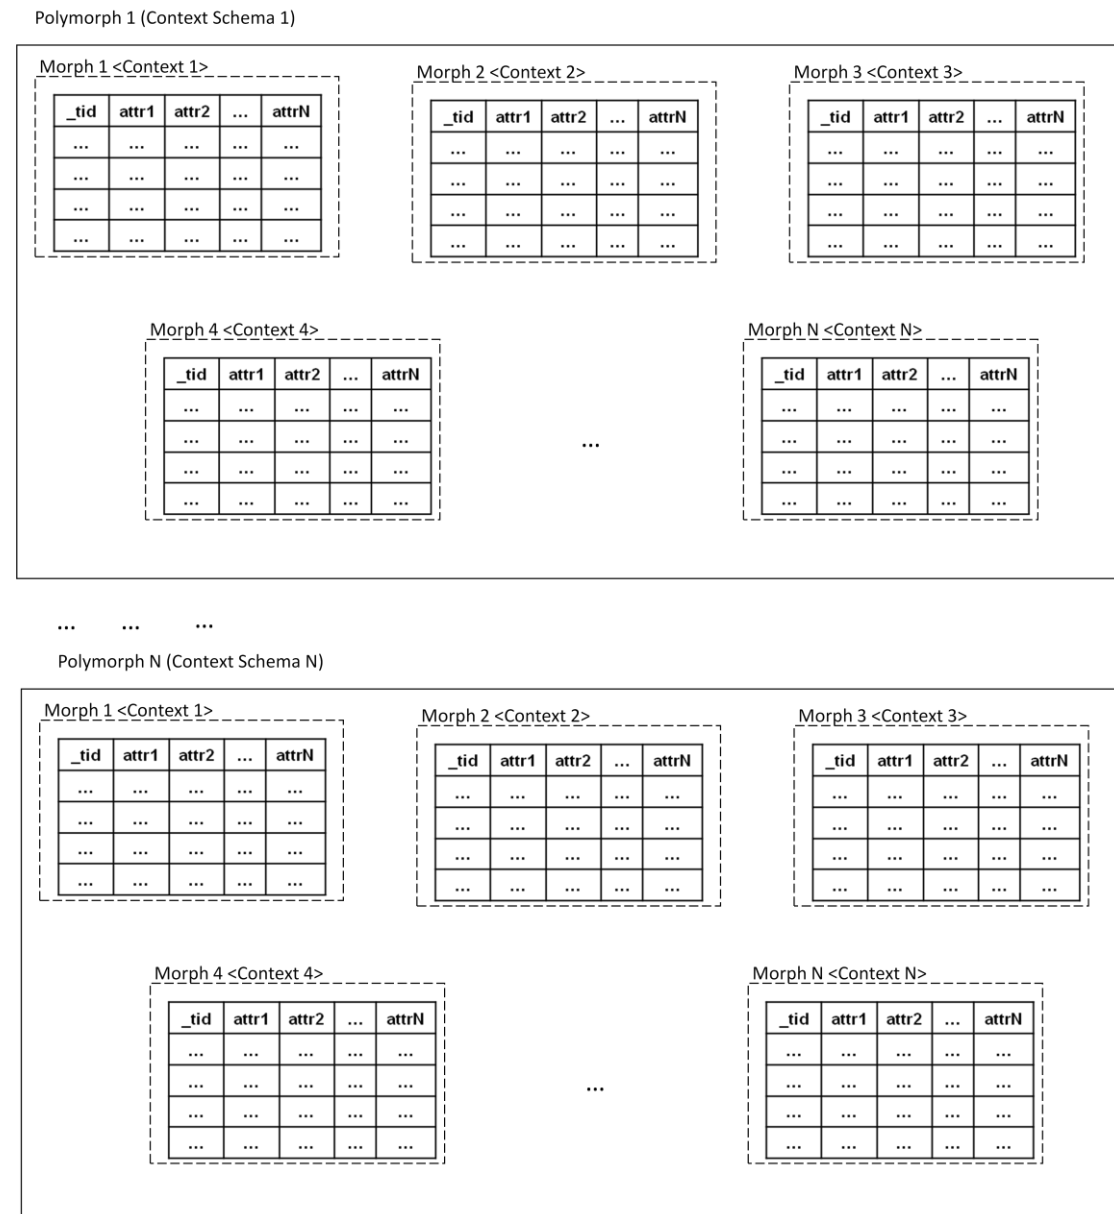 Polymorph 1 (Context Schema 1)
Morph 1 <Context 1>
_tid attr1 attr2 ... attrN
... ... ... ... ...
... ... ... ... ...
... ... ... ... ...
... ... ... ... ...
Morph 2 <Context 2>
_tid attr1 attr2 ... attrN
... ... ... ... ...
... ... ... ... ...
... ... ... ... ...
... ... ... ... ...
Morph 3 <Context 3>
_tid attr1 attr2 ... attrN
... ... ... ... ...
... ... ... ... ...
... ... ... ... ...
... ... ... ... ...
Morph 4 <Context 4>
_tid attr1 attr2 ... attrN
... ... ... ... ...
... ... ... ... ...
... ... ... ... ...
... ... ... ... ...
...
Morph N <Context N>
_tid attr1 attr2 ... attrN
... ... ... ... ...
... ... ... ... ...
... ... ... ... ...
... ... ... ... ...
... ... ...
Polymorph N (Context Schema N)
Morph 1 <Context 1>
_tid attr1 attr2 ... attrN
... ... ... ... ...
... ... ... ... ...
... ... ... ... ...
... ... ... ... ...
Morph 2 <Context 2>
_tid attr1 attr2 ... attrN
... ... ... ... ...
... ... ... ... ...
... ... ... ... ...
... ... ... ... ...
Morph 3 <Context 3>
_tid attr1 attr2 ... attrN
... ... ... ... ...
... ... ... ... ...
... ... ... ... ...
... ... ... ... ...
Morph 4 <Context 4>
_tid attr1 attr2 ... attrN
... ... ... ... ...
... ... ... ... ...
... ... ... ... ...
... ... ... ... ...
...
Morph N <Context N>
_tid attr1 attr2 ... attrN
... ... ... ... ...
... ... ... ... ...
... ... ... ... ...
... ... ... ... ...